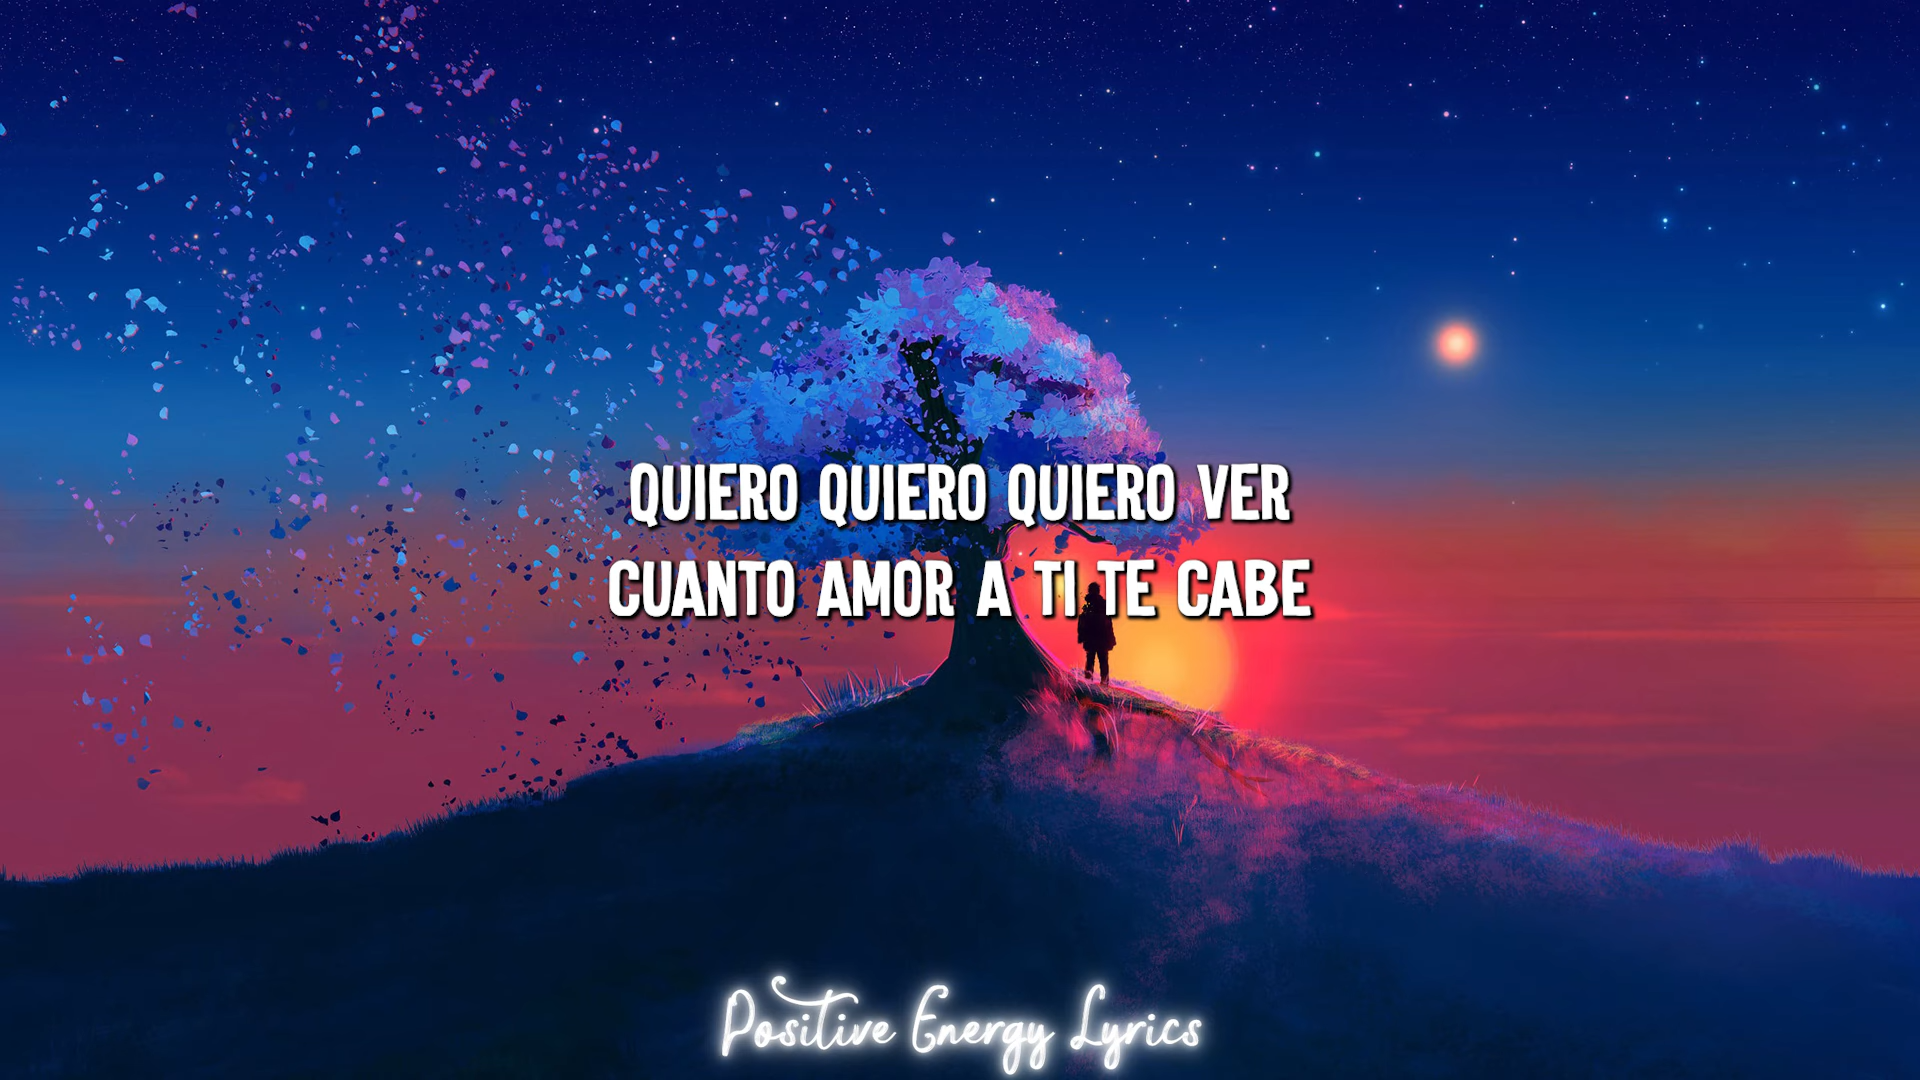 QUIERO QUIERO QUIERO VER
CUANTO AMOR A TI TE CABE
Positive Energy Lyrics